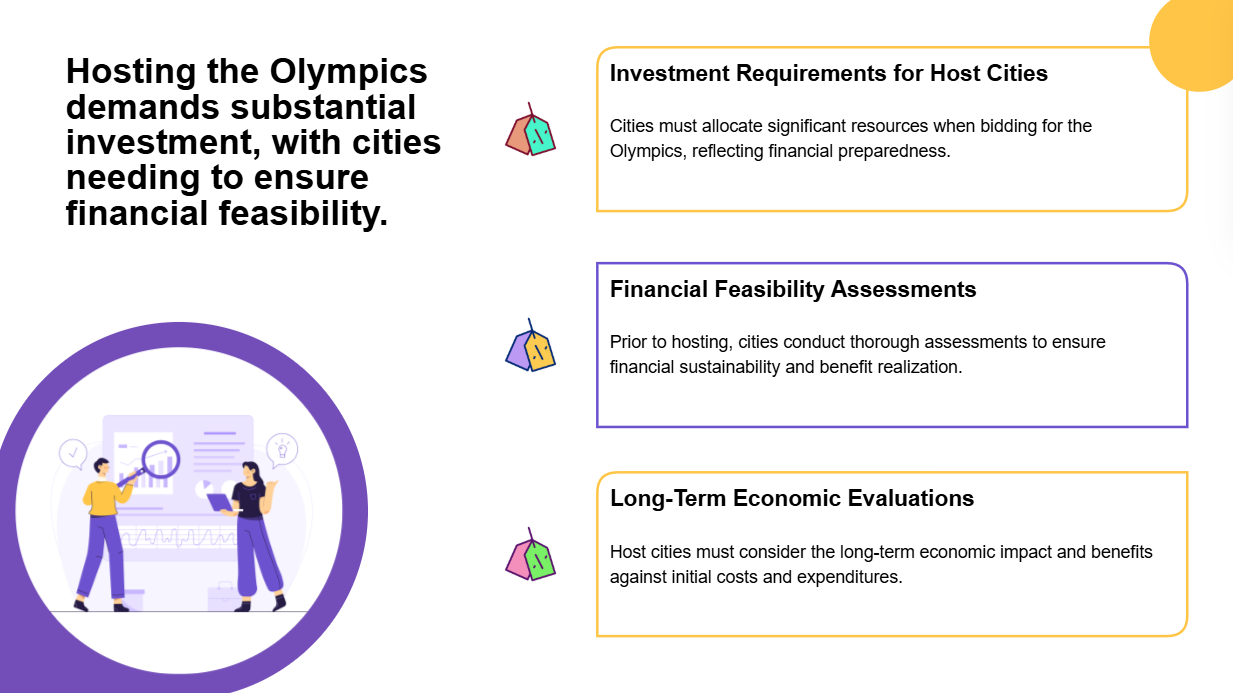 Hosting the Olympics
demands substantial
investment, with cities
needing to ensure
financial feasibility.
Investment Requirements for Host Cities
Cities must allocate significant resources when bidding for the
Olympics, reflecting financial preparedness.
Financial Feasibility Assessments
Prior to hosting, cities conduct thorough assessments to ensure
financial sustainability and benefit realization.
Long-Term Economic Evaluations
Host cities must consider the long-term economic impact and benefits
against initial costs and expenditures.